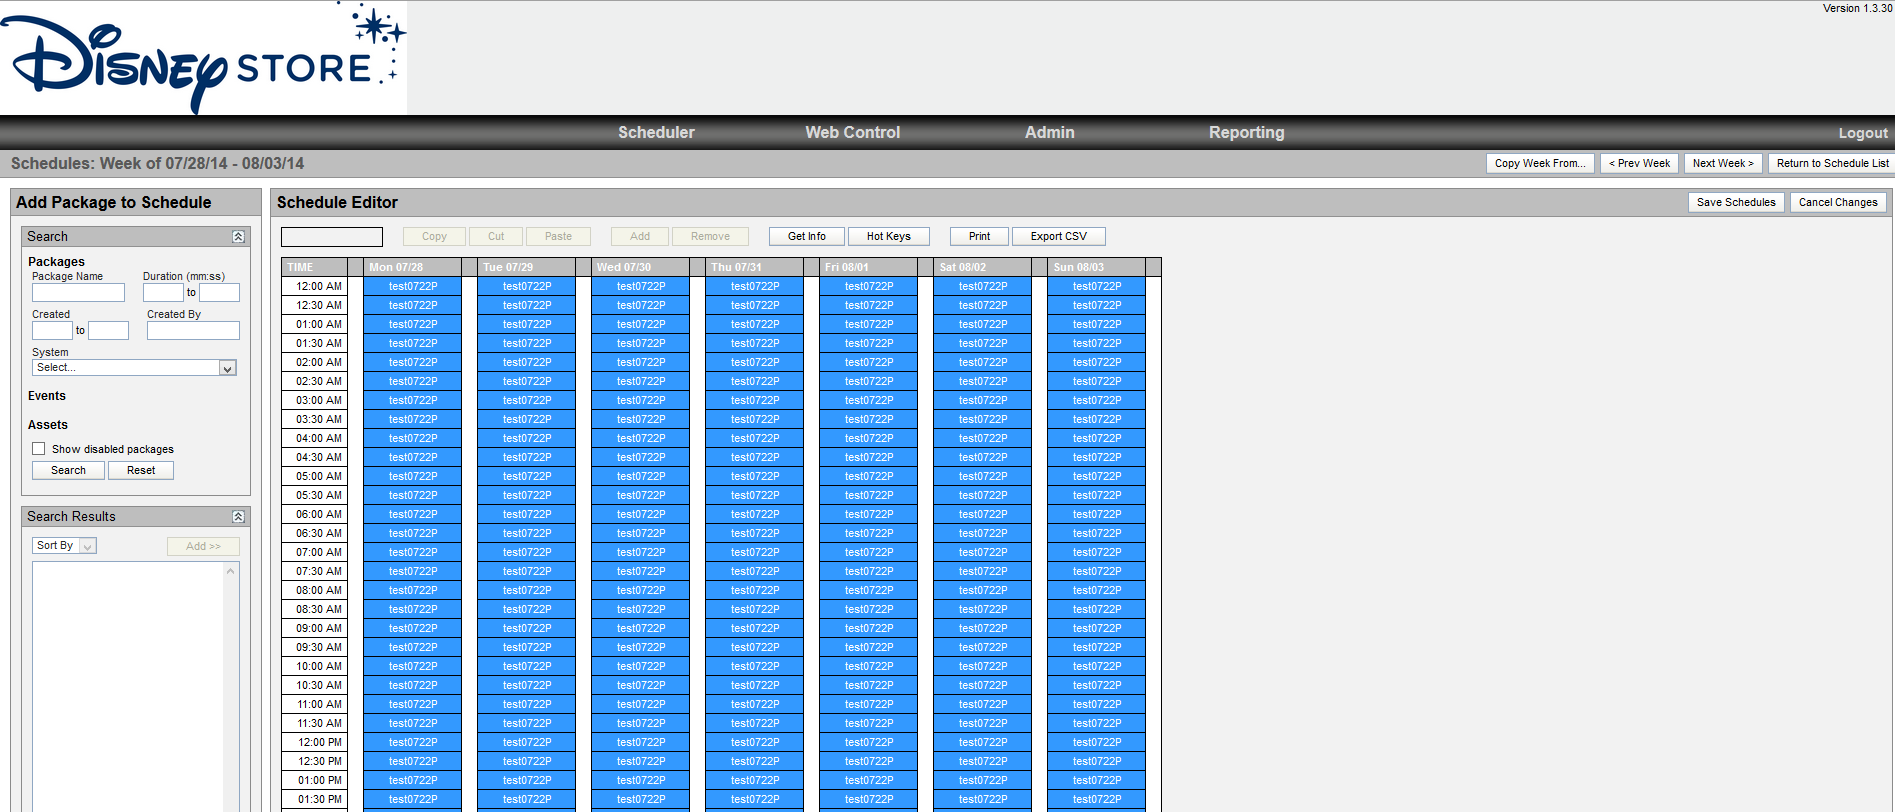 Version 1.3.30
Disney STORE
Scheduler Web Control Admin Reporting Logout
Schedules: Week of 07/28/14 - 08/03/14 Copy Week From... < Prev Week Next Week > Return to Schedule List
Add Package to Schedule
Search
Packages
Package Name Duration (mm:ss)
to
Created Created By
to
System
Select...
Events
Assets
Show disabled packages
Search Reset
Search Results
Sort By Add >>
Schedule Editor Save Schedules Cancel Changes
Copy Cut Paste Add Remove Get Info Hot Keys Print Export CSV
TIME Mon 07/28 Tue 07/29 Wed 07/30 Thu 07/31 Fri 08/01 Sat 08/02 Sun 08/03
12:00 AM test0722P test0722P test0722P test0722P test0722P test0722P test0722P
12:30 AM test0722P test0722P test0722P test0722P test0722P test0722P test0722P
01:00 AM test0722P test0722P test0722P test0722P test0722P test0722P test0722P
01:30 AM test0722P test0722P test0722P test0722P test0722P test0722P test0722P
02:00 AM test0722P test0722P test0722P test0722P test0722P test0722P test0722P
02:30 AM test0722P test0722P test0722P test0722P test0722P test0722P test0722P
03:00 AM test0722P test0722P test0722P test0722P test0722P test0722P test0722P
03:30 AM test0722P test0722P test0722P test0722P test0722P test0722P test0722P
04:00 AM test0722P test0722P test0722P test0722P test0722P test0722P test0722P
04:30 AM test0722P test0722P test0722P test0722P test0722P test0722P test0722P
05:00 AM test0722P test0722P test0722P test0722P test0722P test0722P test0722P
05:30 AM test0722P test0722P test0722P test0722P test0722P test0722P test0722P
06:00 AM test0722P test0722P test0722P test0722P test0722P test0722P test0722P
06:30 AM test0722P test0722P test0722P test0722P test0722P test0722P test0722P
07:00 AM test0722P test0722P test0722P test0722P test0722P test0722P test0722P
07:30 AM test0722P test0722P test0722P test0722P test0722P test0722P test0722P
08:00 AM test0722P test0722P test0722P test0722P test0722P test0722P test0722P
08:30 AM test0722P test0722P test0722P test0722P test0722P test0722P test0722P
09:00 AM test0722P test0722P test0722P test0722P test0722P test0722P test0722P
09:30 AM test0722P test0722P test0722P test0722P test0722P test0722P test0722P
10:00 AM test0722P test0722P test0722P test0722P test0722P test0722P test0722P
10:30 AM test0722P test0722P test0722P test0722P test0722P test0722P test0722P
11:00 AM test0722P test0722P test0722P test0722P test0722P test0722P test0722P
11:30 AM test0722P test0722P test0722P test0722P test0722P test0722P test0722P
12:00 PM test0722P test0722P test0722P test0722P test0722P test0722P test0722P
12:30 PM test0722P test0722P test0722P test0722P test0722P test0722P test0722P
01:00 PM test0722P test0722P test0722P test0722P test0722P test0722P test0722P
01:30 PM test0722P test0722P test0722P test0722P test0722P test0722P test0722P